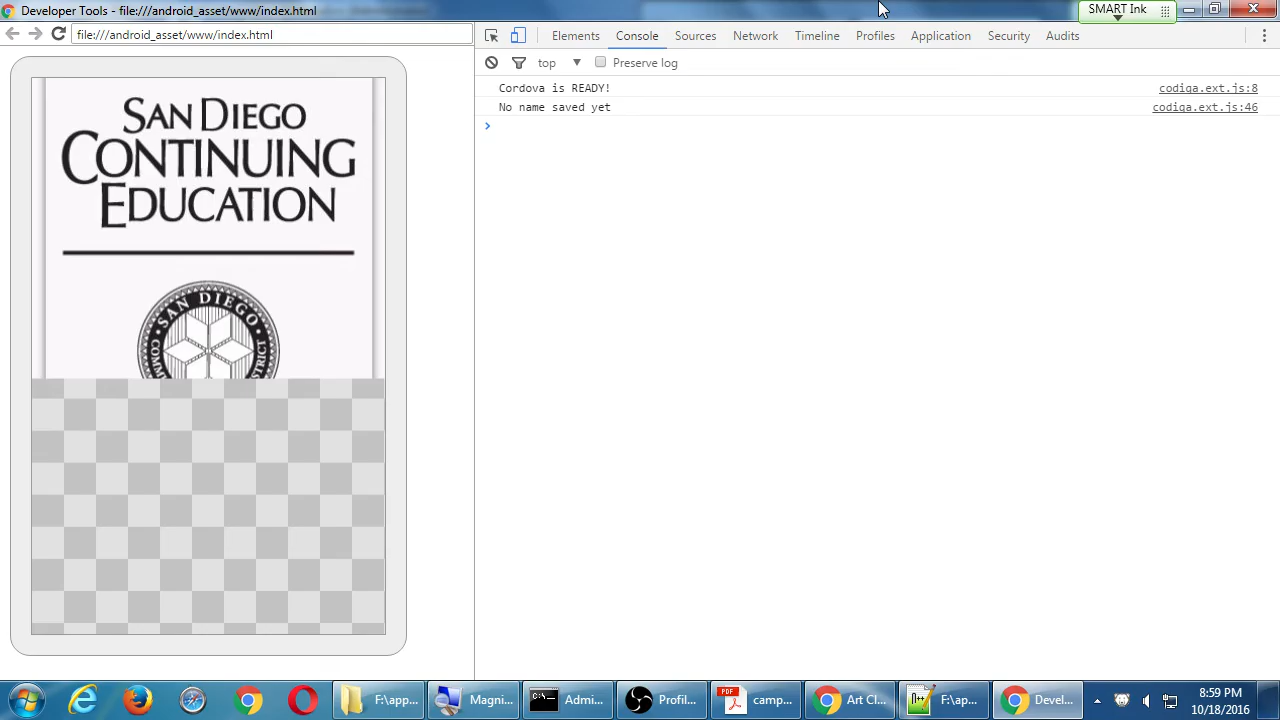 Developer Tools - file:///android_asset/www/index.html
SMART Ink
file:///android_asset/www/index.html
Elements Console Sources Network Timeline Profiles Application Security Audits
top Preserve log
Cordova is READY! codiqa.ext.js:8
No name saved yet codiqa.ext.js:46
SAN DIEGO
CONTINUING
EDUCATION
SAN DIEGO
F:\app... Magni... C:\. Admi... Profil... PDF camp... Art Cl... F:\ap... Devel...
8:59 PM
10/18/2016